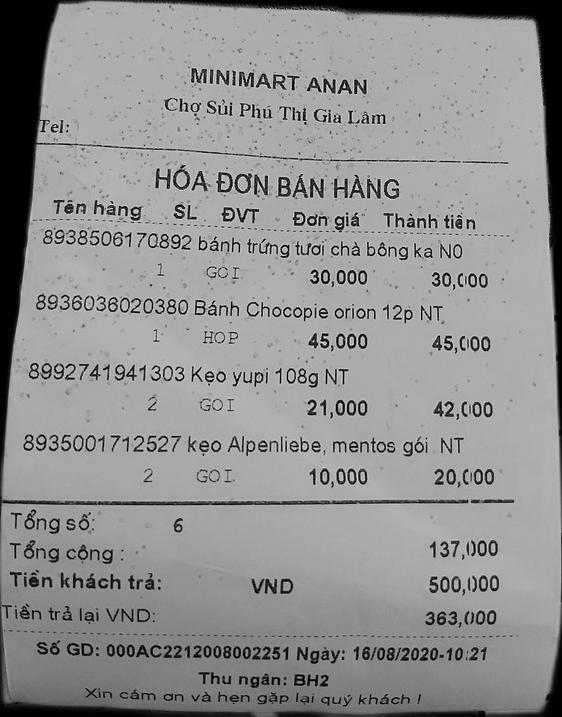 MINIMART ANAN
Chợ Sủi Phú Thị Gia Lâm
Tel:
HÓA ĐƠN BÁN HÀNG
Tên hàng SL ĐVT Đơn giá Thành tiền
8938506170892 bánh trứng tươi chà bông ka N0
1 GOI 30,000 30,000
8936036020380 Bánh Chocopie orion 12p NT
1 HOP 45,000 45,000
8992741941303 Kẹo yupi 108g NT
2 GOI 21,000 42,000
8935001712527 kẹo Alpenliebe, mentos gói NT
2 GOI 10,000 20,000
Tổng số: 6
Tổng cộng : 137,000
Tiền khách trả: VND 500,000
Tiền trả lại VND: 363,000
Số GD: 000AC2212008002251 Ngày: 16/08/2020-10:21
Thu ngân: BH2
Xin cám ơn và hẹn gặp lại quý khách !